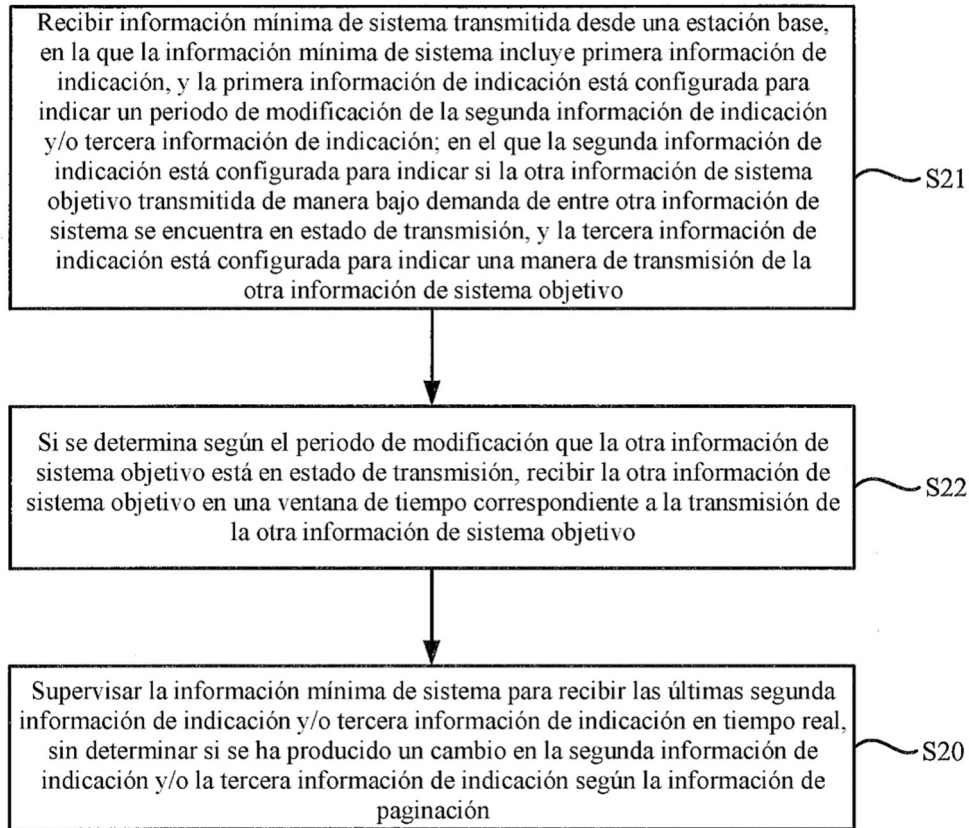 Recibir información mínima de sistema transmitida desde una estación base,
en la que la información mínima de sistema incluye primera información de
indicación, y la primera información de indicación está configurada para
indicar un periodo de modificación de la segunda información de indicación
y/o tercera información de indicación; en el que la segunda información de
indicación está configurada para indicar si la otra información de sistema
objetivo transmitida de manera bajo demanda de entre otra información de
sistema se encuentra en estado de transmisión, y la tercera información de
indicación está configurada para indicar una manera de transmisión de la
otra información de sistema objetivo
S21
Si se determina según el periodo de modificación que la otra información de
sistema objetivo está en estado de transmisión, recibir la otra información de
sistema objetivo en una ventana de tiempo correspondiente a la transmisión de
la otra información de sistema objetivo
S22
Supervisar la información mínima de sistema para recibir las últimas segunda
información de indicación y/o tercera información de indicación en tiempo real,
sin determinar si se ha producido un cambio en la segunda información de
indicación y/o la tercera información de indicación según la información de
paginación
S20